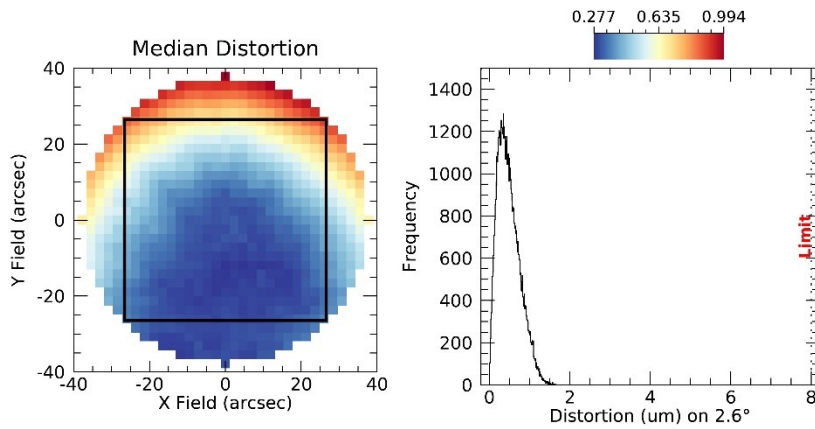 0.277 0.635 0.994
Median Distortion
40
20
0
-20
-40
Y Field (arcsec)
-40 -20 0 20 40
X Field (arcsec)
1400
1200
1000
800
600
400
200
0
Frequency
Limit
0 2 4 6 8
Distortion (um) on 2.6°